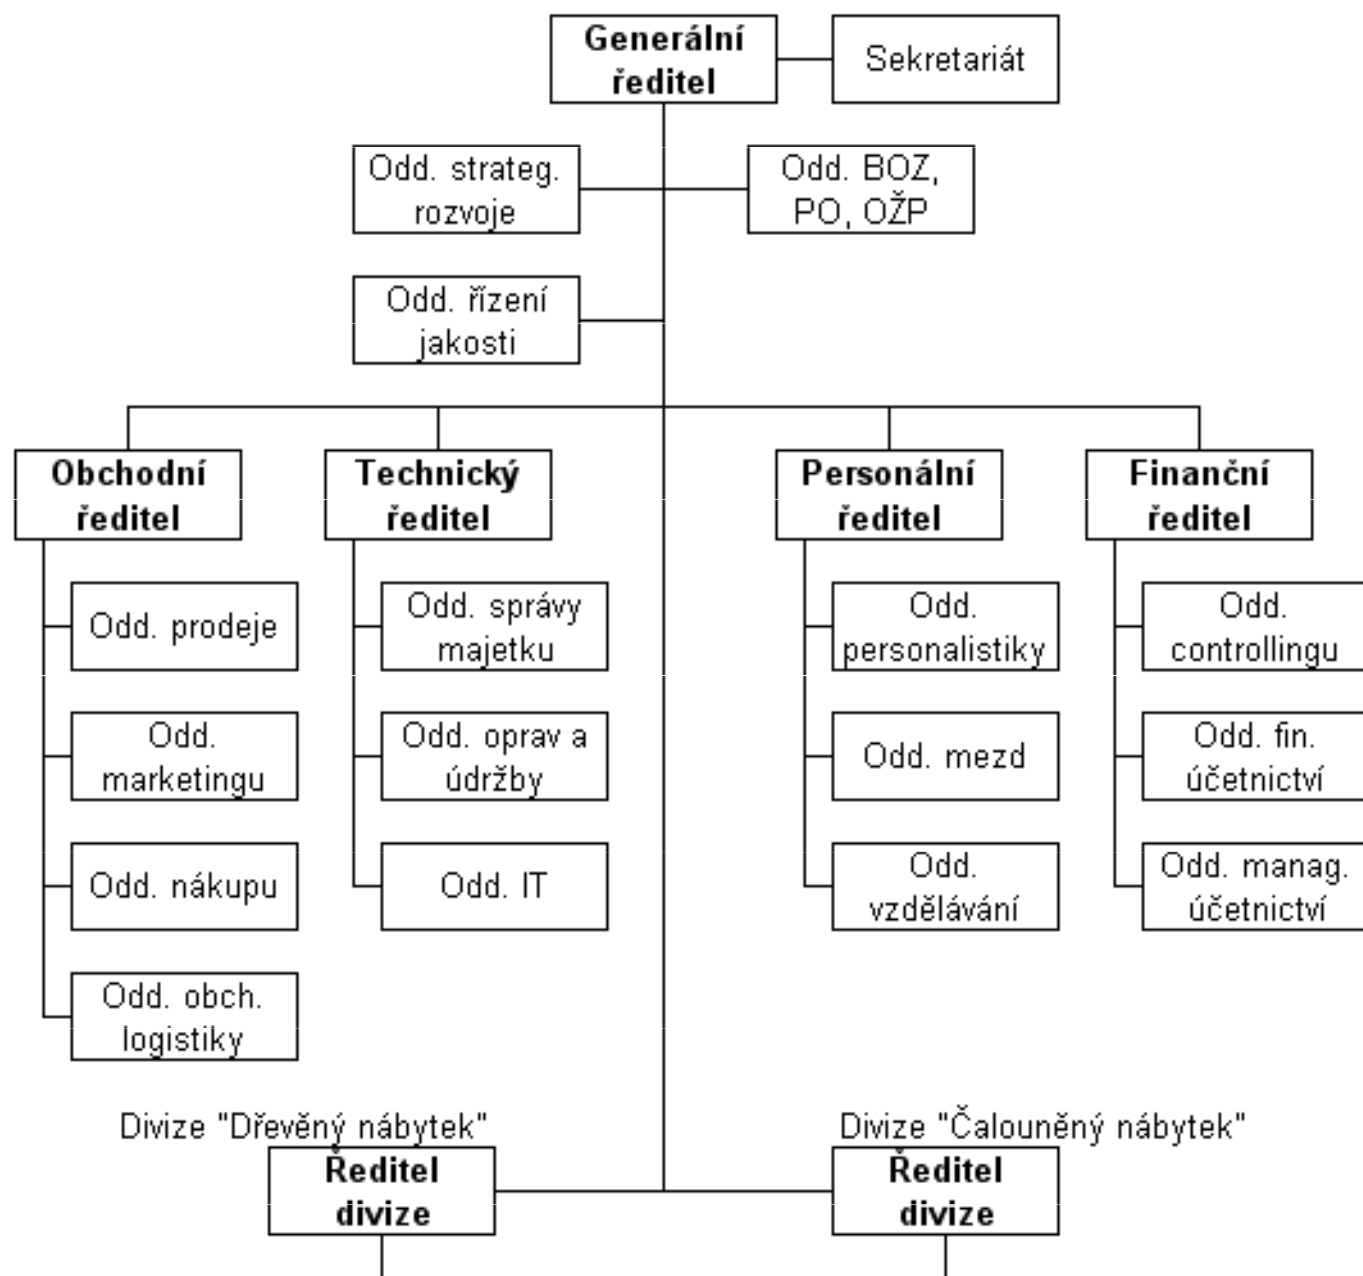 Generální
ředitel
Sekretariát
Odd. strateg.
rozvoje
Odd. BOZ,
PO, OŽP
Odd. řízení
jakosti
Obchodní
ředitel
Technický
ředitel
Personální
ředitel
Finanční
ředitel
Odd. prodeje
Odd. správy
majetku
Odd.
personalistiky
Odd.
controllingu
Odd.
marketingu
Odd. oprav a
údržby
Odd. mezd
Odd. fin.
účetnictví
Odd. nákupu
Odd. IT
Odd.
vzdělávání
Odd. manag.
účetnictví
Odd. obch.
logistiky
Divize "Dřevěný nábytek"
Ředitel
divize
Divize "Čalouněný nábytek"
Ředitel
divize